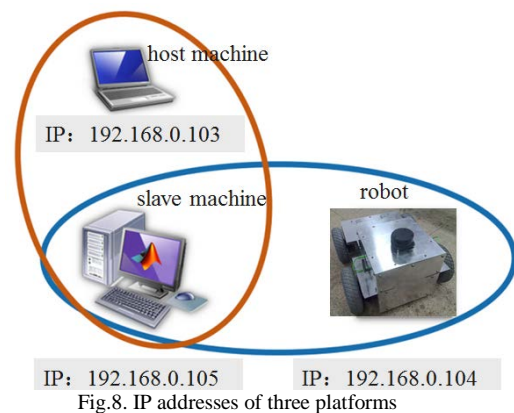 host machine
IP：192.168.0.103
slave machine
robot
IP：192.168.0.105
IP：192.168.0.104
Fig.8. IP addresses of three platforms